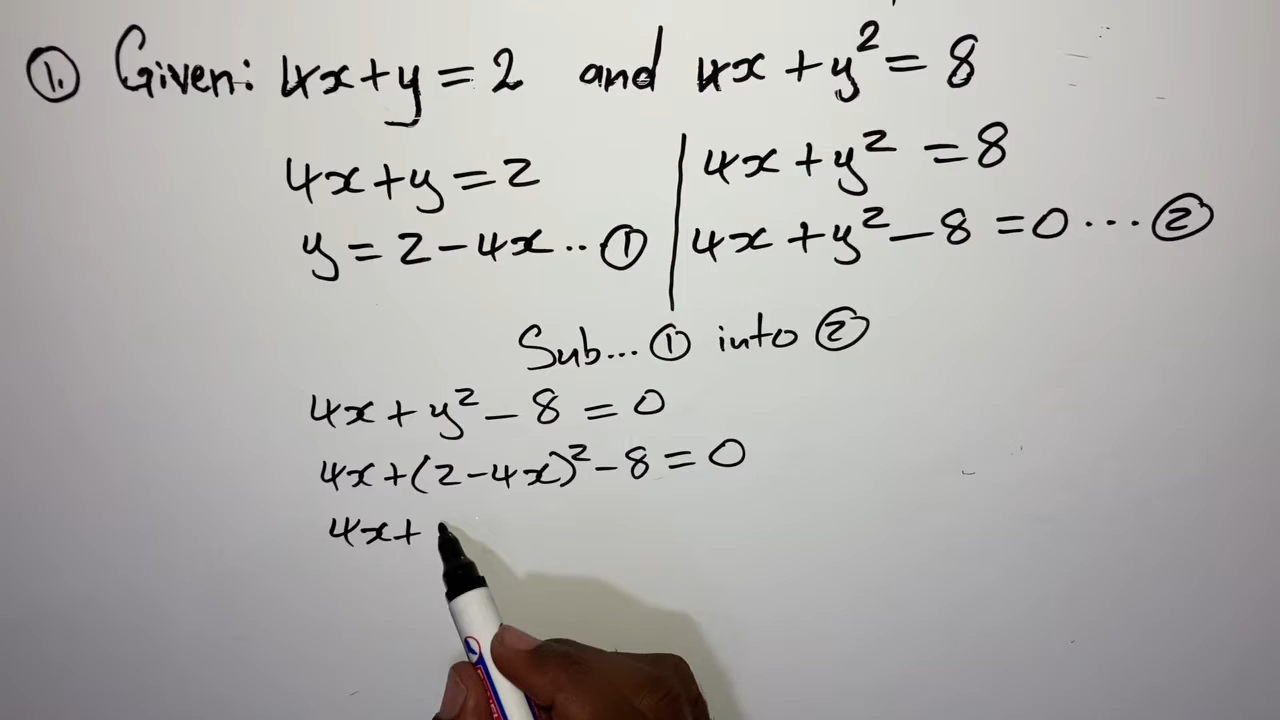 ① Given: 4x+y=2 and 4x+y²=8
4x+y=2
y=2-4x..①
4x+y²=8
4x+y²-8=0...②
Sub...① into ②
4x+y²-8=0
4x+(2-4x)²-8=0
4x+